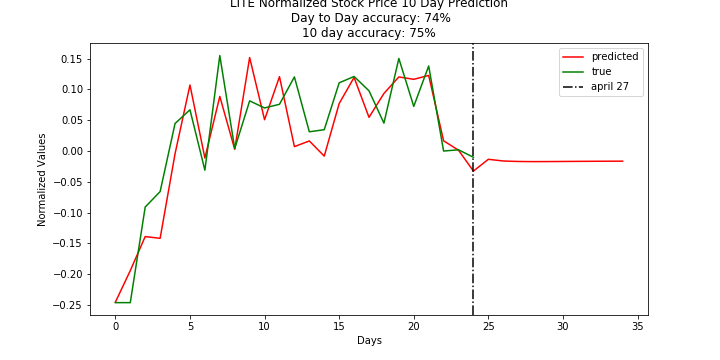 LITE Normalized Stock Price 10 Day Prediction
Day to Day accuracy: 74%
10 day accuracy: 75%
predicted
true
april 27
0.15
0.10
0.05
0.00
−0.05
−0.10
−0.15
−0.20
−0.25
Normalized Values
0 5 10 15 20 25 30 35
Days